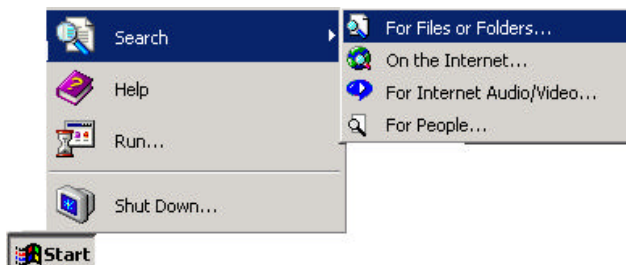 Search
For Files or Folders...
On the Internet...
Help
For Internet Audio/Video...
For People...
Run...
Shut Down...
Start